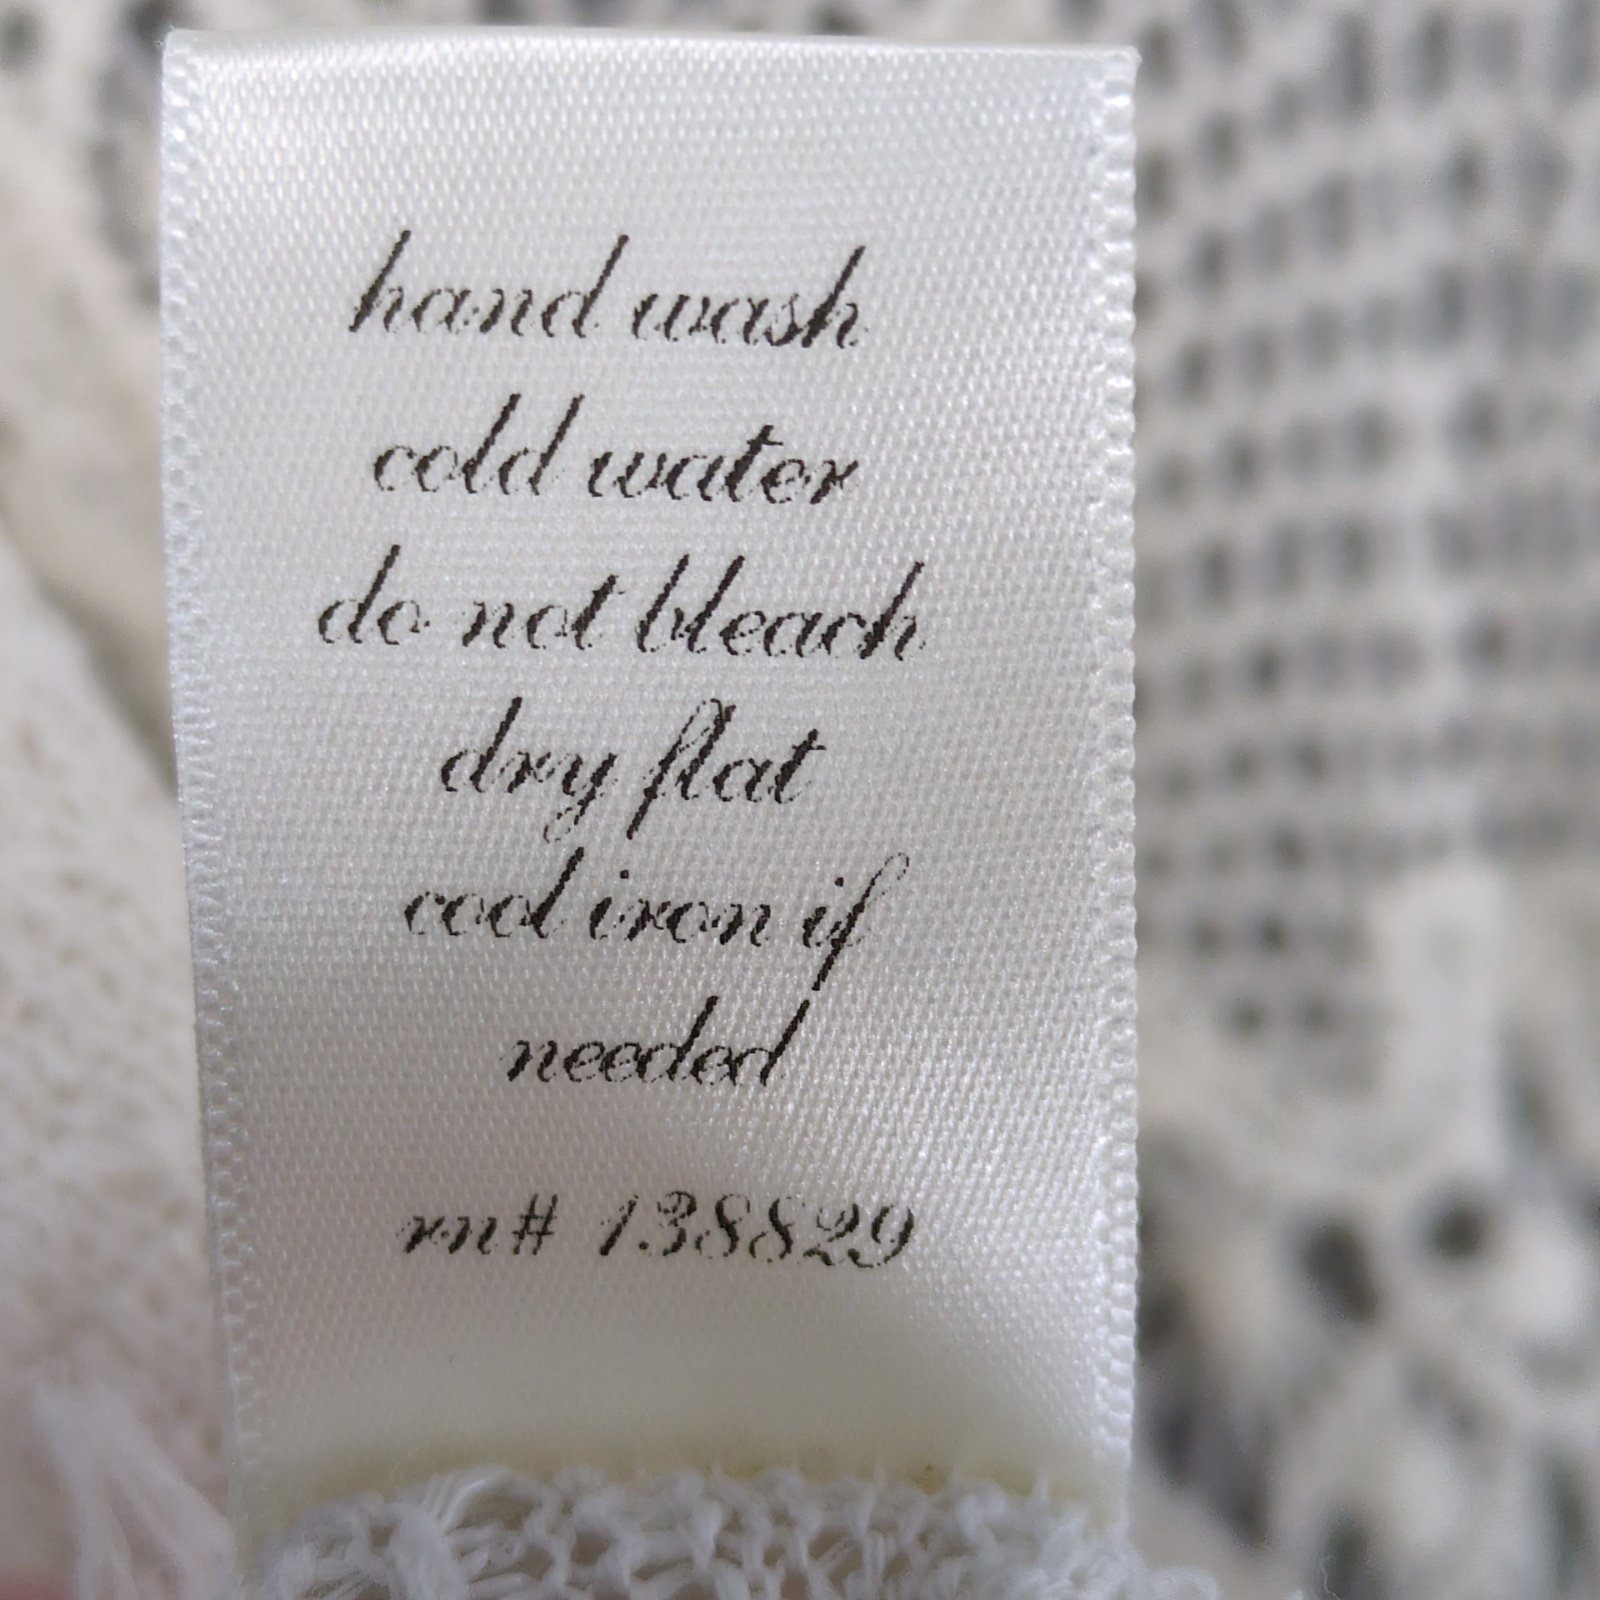 hand wash
cold water
do not bleach
dry flat
cool iron if
needed
rn# 138829